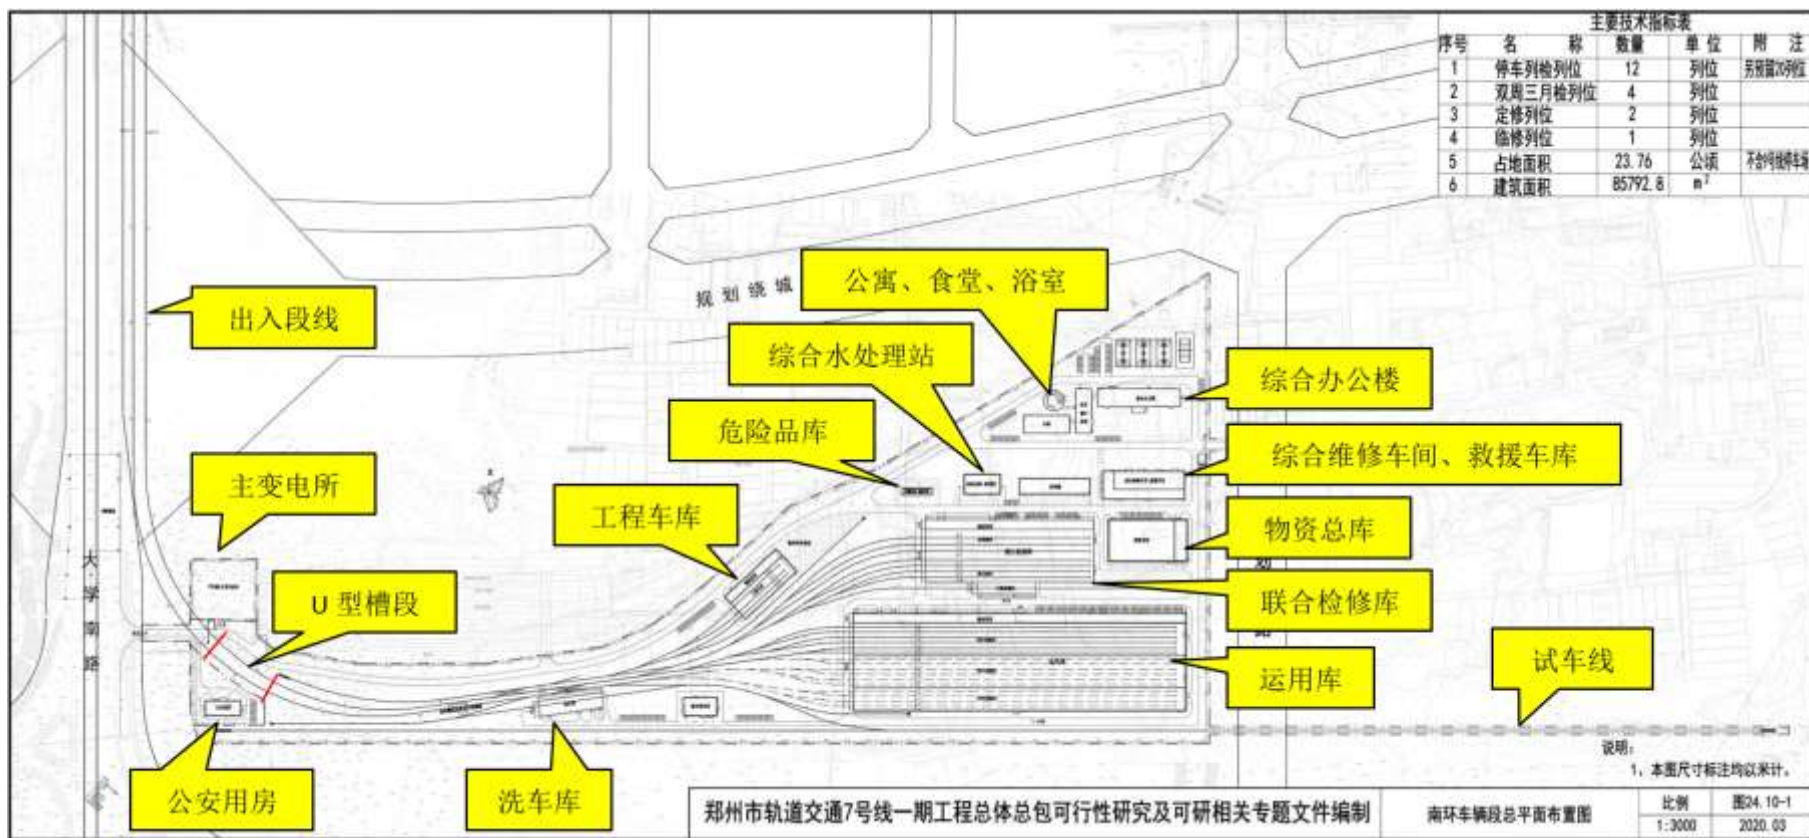 主要技术指标表
序号 名 称 数量 单位 附 注
1 停车列检列位 12 列位 另预留20列位
2 双周三月检列位 4 列位
3 定修列位 2 列位
4 临修列位 1 列位
5 占地面积 23.76 公顷
6 建筑面积 85792.8 m²
规划绕城
公寓、食堂、浴室
出入段线
综合水处理站
综合办公楼
危险品库
综合维修车间、救援车库
主变电所
工程车库
物资总库
大学南路
U 型槽段
联合检修库
规
划
试车线
运用库
公安用房
洗车库
说明：
1、本图尺寸标注均以米计。
郑州市轨道交通7号线一期工程总体总包可行性研究及可研相关专题文件编制
南环车辆段总平面布置图
比例
1:3000
图24.10-1
2020.03